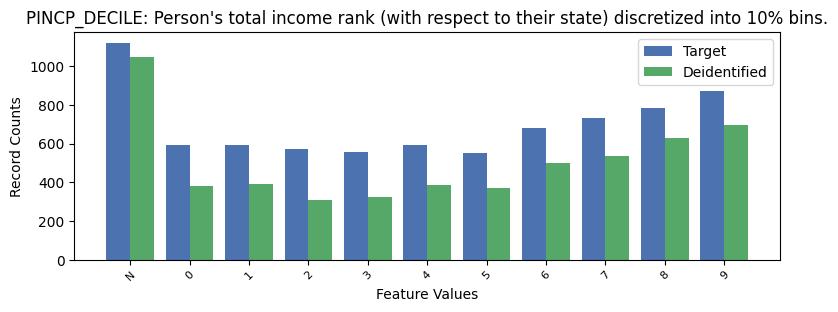 PINCP_DECILE: Person's total income rank (with respect to their state) discretized into 10% bins.
Target
Deidentified
Record Counts
1000
800
600
400
200
0
N
0
1
2
3
4
5
6
7
8
9
Feature Values